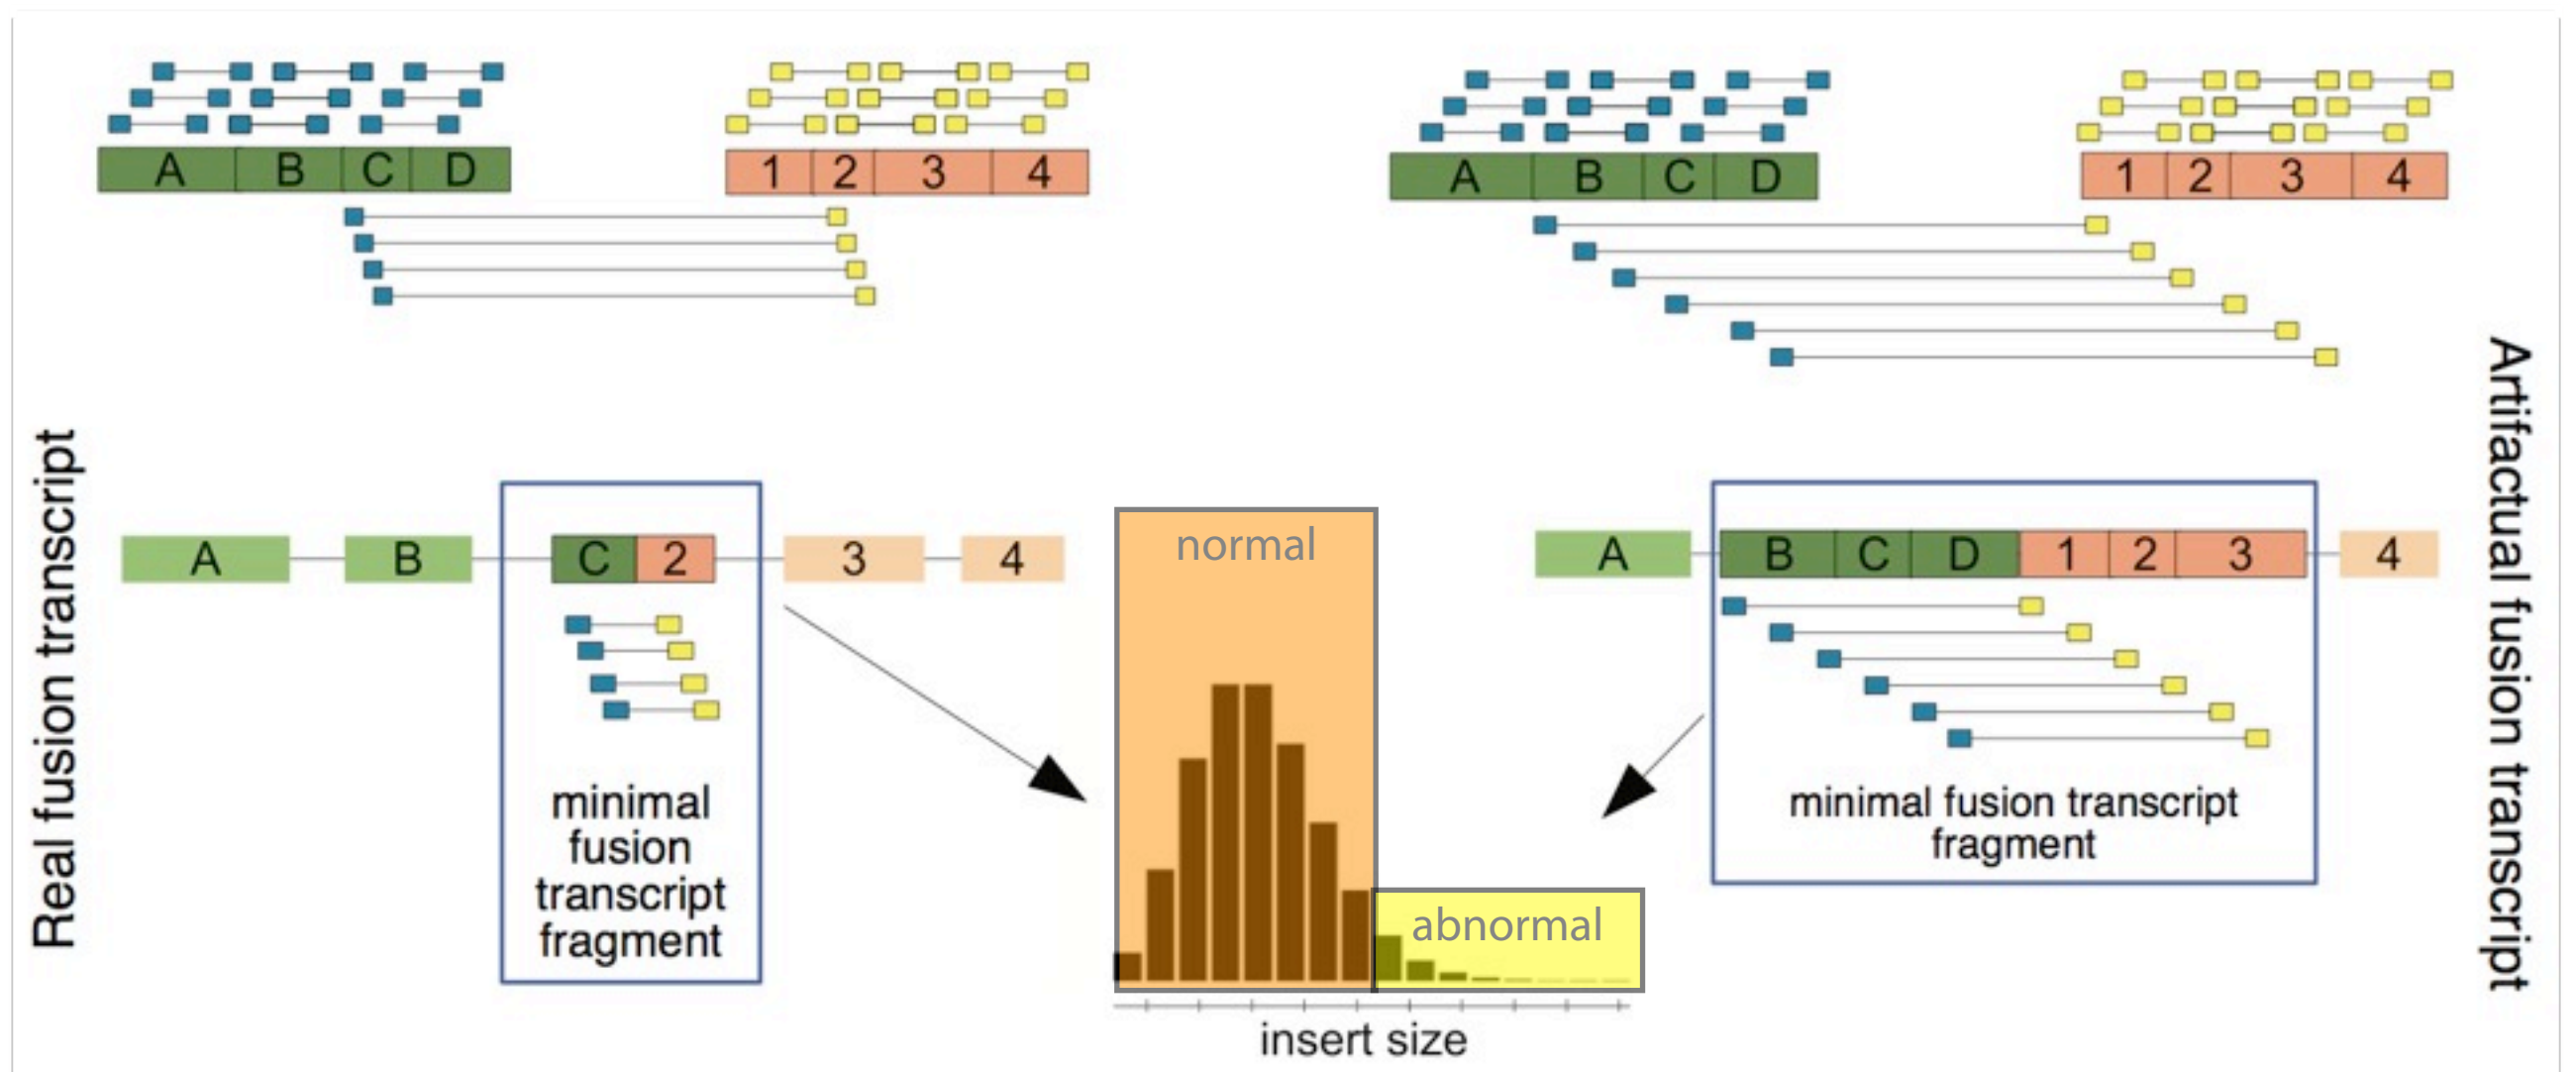 A B C D
1 2 3 4
A B C D
1 2 3 4
Real fusion transcript
A B C 2 3 4
minimal
fusion
transcript
fragment
normal
abnormal
insert size
A B C D 1 2 3 4
minimal fusion transcript
fragment
Artifactual fusion transcript